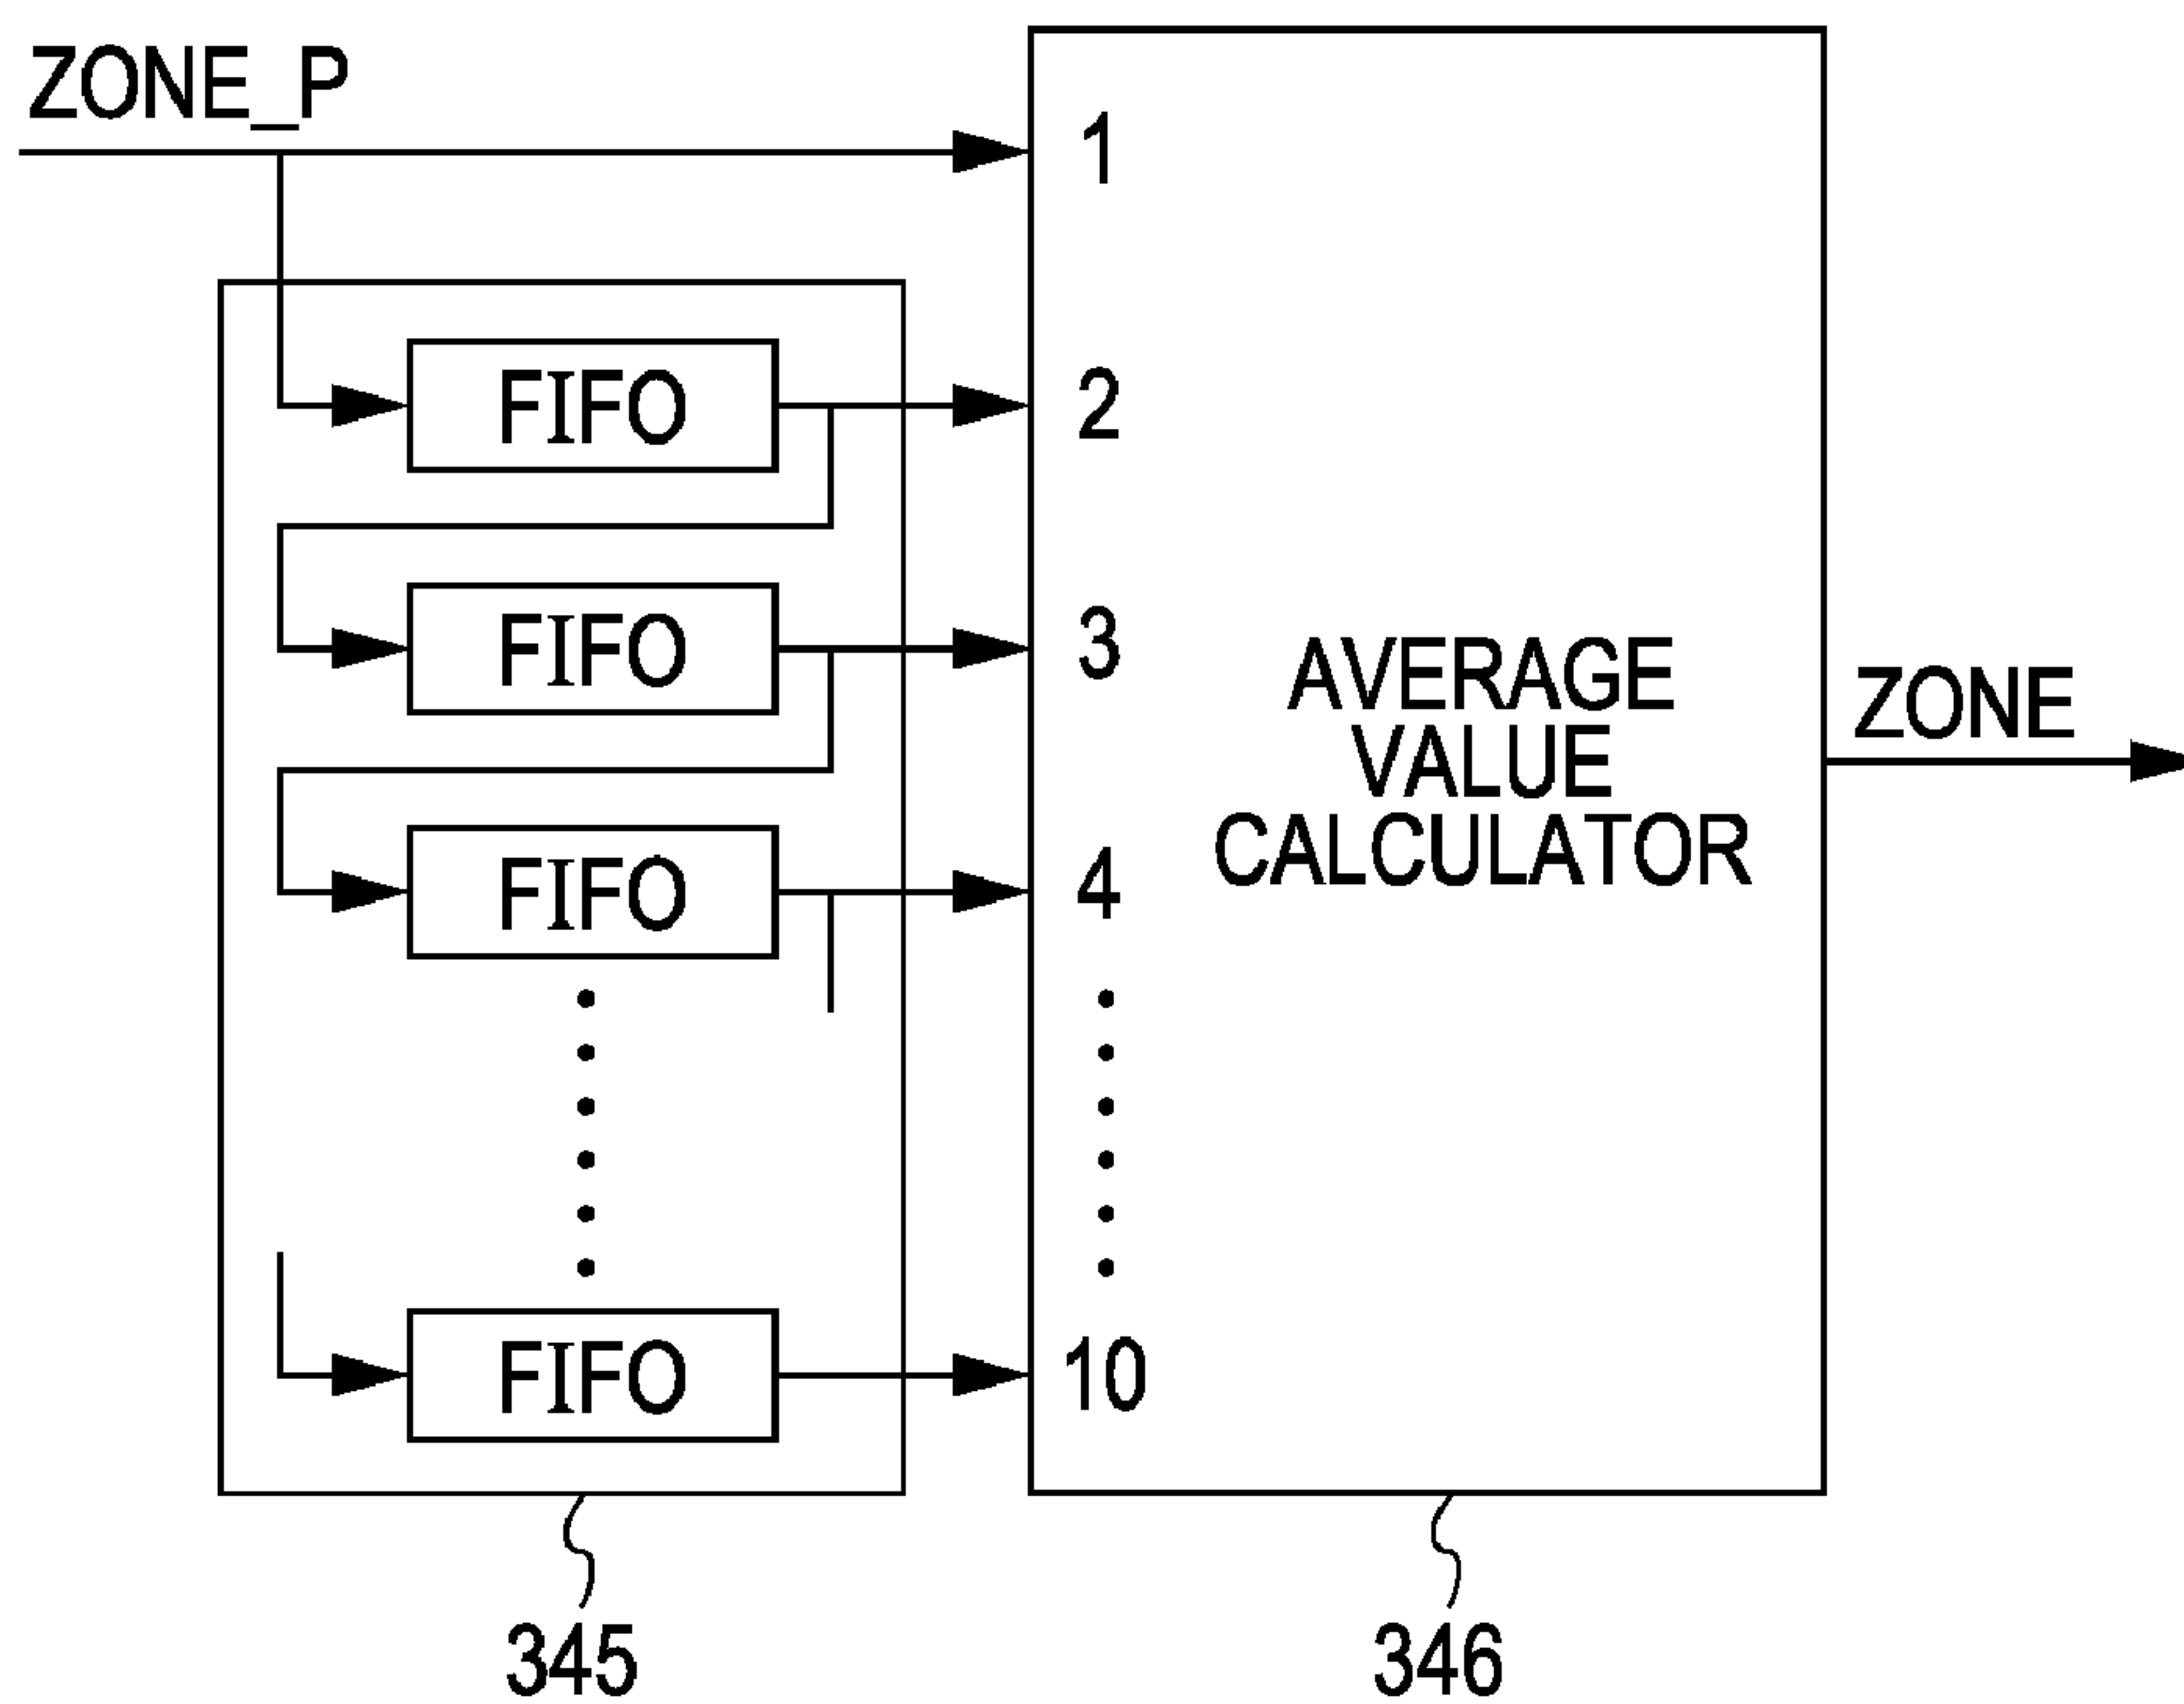 ZONE_P
1
FIFO
2
FIFO
3
AVERAGE
VALUE
CALCULATOR
ZONE
FIFO
4
FIFO
10
345
346